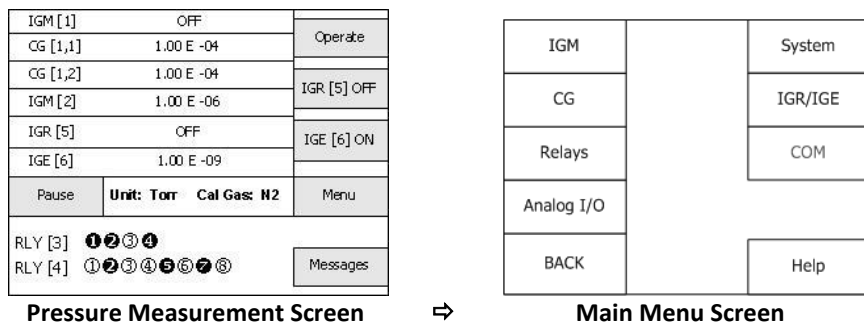 IGM [1] OFF
CG [1,1] 1.00 E -04
CG [1,2] 1.00 E -04
IGM [2] 1.00 E -06
IGR [5] OFF
IGE [6] 1.00 E -09
Operate
IGR [5] OFF
IGE [6] ON
Pause Unit: Torr Cal Gas: N2 Menu
RLY [3] ❶❷③❹
RLY [4] ①❷③④❺⑥❼⑧
Messages
Pressure Measurement Screen
⇨
IGM System
CG IGR/IGE
Relays COM
Analog I/O
BACK Help
Main Menu Screen